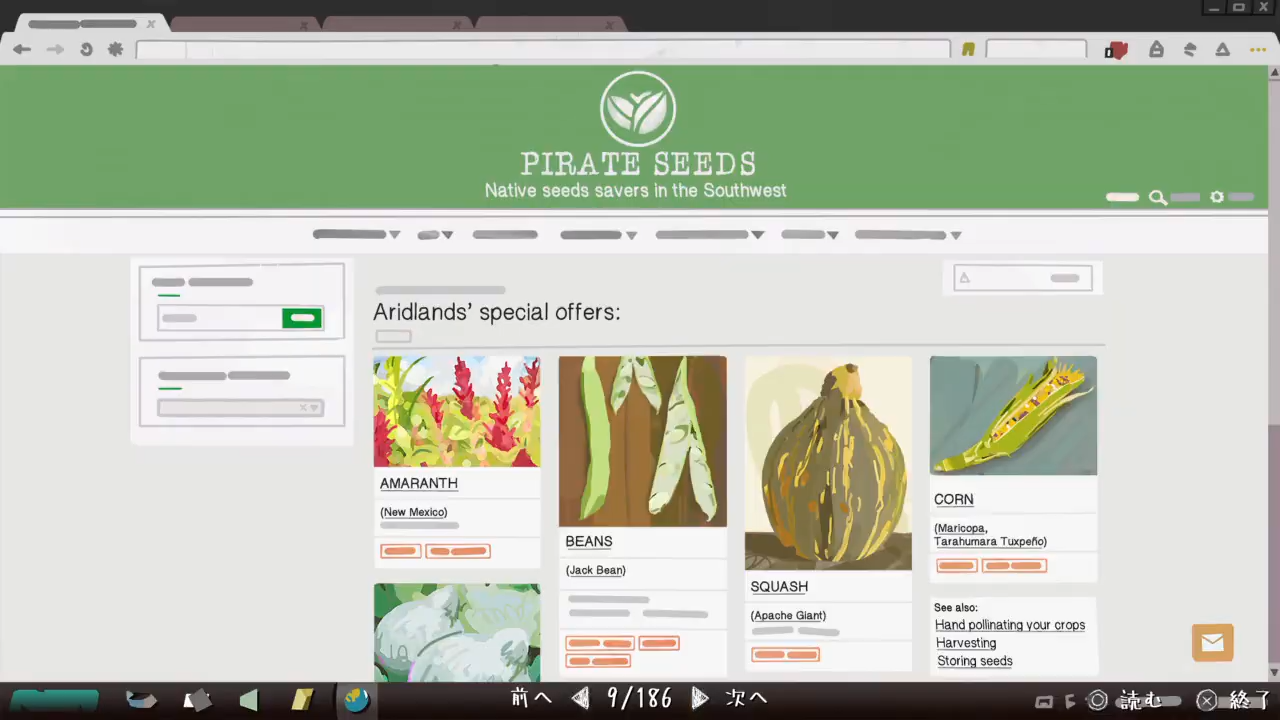 PIRATE SEEDS
Native seeds savers in the Southwest
Aridlands' special offers:
AMARANTH
(New Mexico)
BEANS
(Jack Bean)
SQUASH
(Apache Giant)
CORN
(Maricopa,
Tarahumara Tuxpeño)
See also:
Hand pollinating your crops
Harvesting
Storing seeds
前へ 9/186 次へ 読む 終了